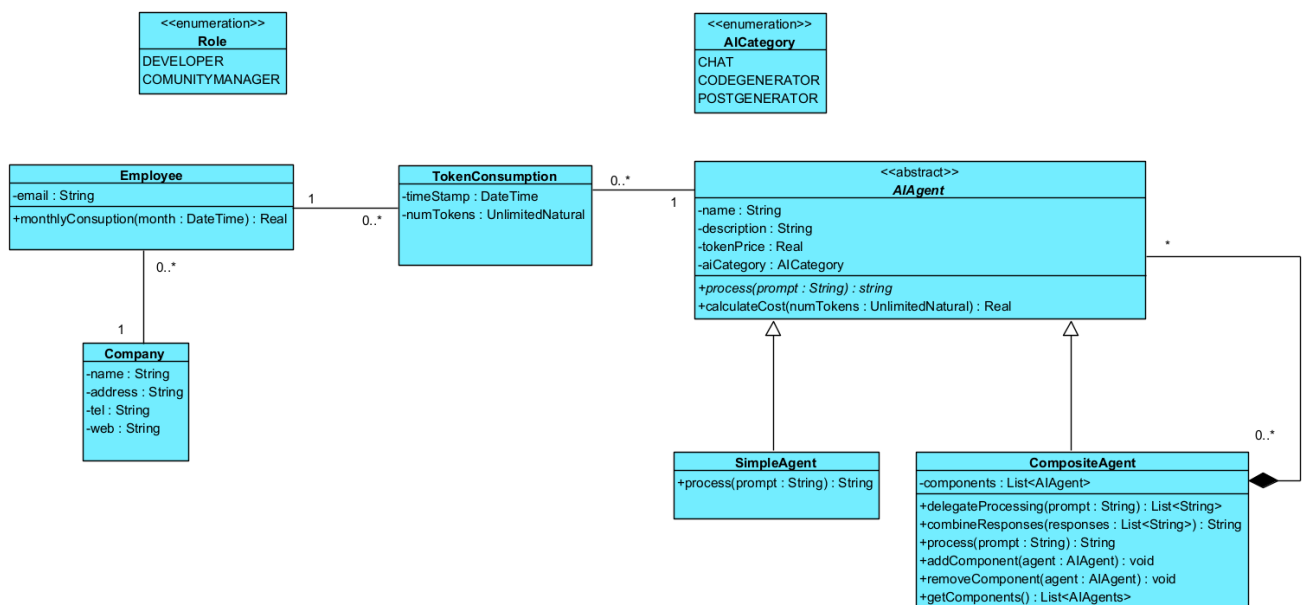 <<enumeration>>
Role
DEVELOPER
COMUNITYMANAGER
<<enumeration>>
AICategory
CHAT
CODEGENERATOR
POSTGENERATOR
Employee
-email : String
+monthlyConsuption(month : DateTime) : Real
1
0..*
TokenConsumption
-timeStamp : DateTime
-numTokens : UnlimitedNatural
0..*
1
<<abstract>>
AIAgent
-name : String
-description : String
-tokenPrice : Real
-aiCategory : AICategory
+process(prompt : String) : string
+calculateCost(numTokens : UnlimitedNatural) : Real
*
0..*
0..*
1
Company
-name : String
-address : String
-tel : String
-web : String
SimpleAgent
+process(prompt : String) : String
CompositeAgent
-components : List<AIAgent>
+delegateProcessing(prompt : String) : List<String>
+combineResponses(responses : List<String>) : String
+process(prompt : String) : String
+addComponent(agent : AIAgent) : void
+removeComponent(agent : AIAgent) : void
+getComponents() : List<AIAgents>